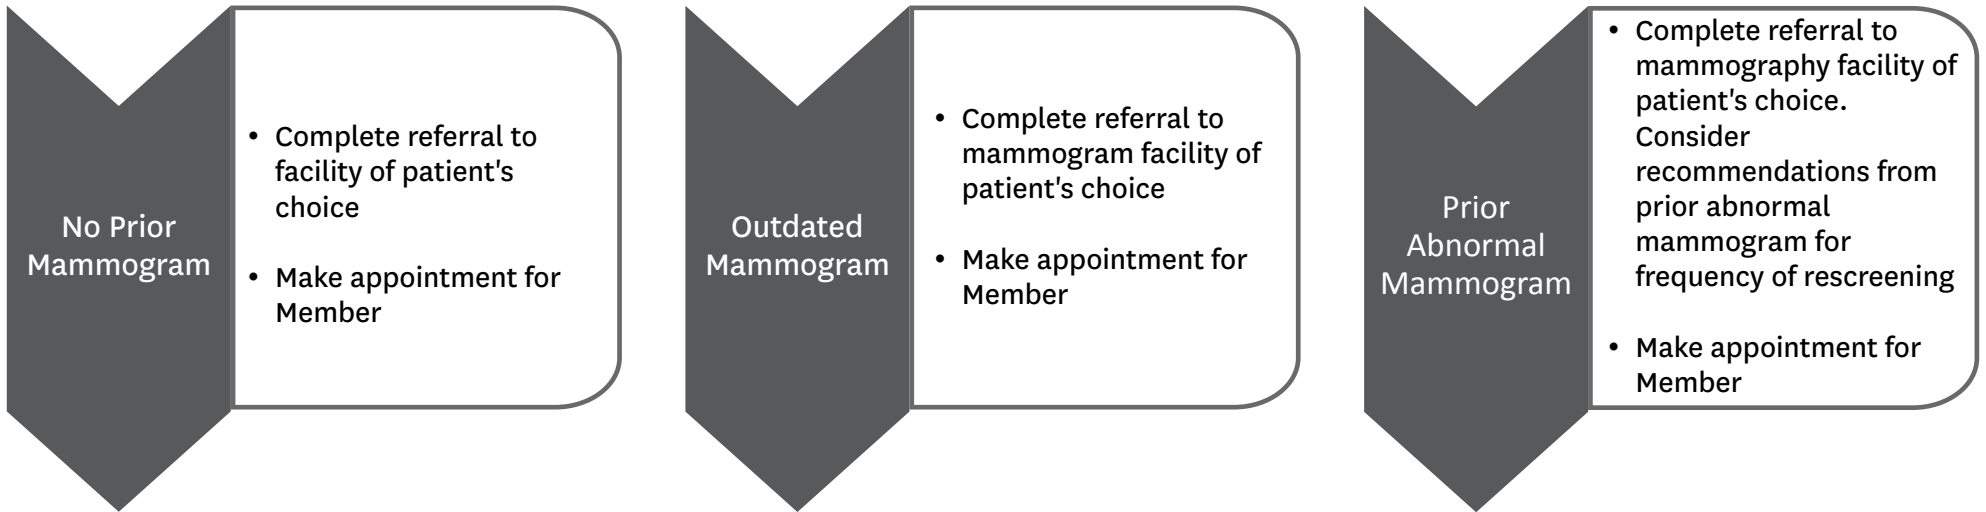 No Prior
Mammogram
• Complete referral to
facility of patient's
choice
• Make appointment for
Member
Outdated
Mammogram
• Complete referral to
mammogram facility of
patient's choice
• Make appointment for
Member
Prior
Abnormal
Mammogram
• Complete referral to
mammography facility of
patient's choice.
Consider
recommendations from
prior abnormal
mammogram for
frequency of rescreening
• Make appointment for
Member